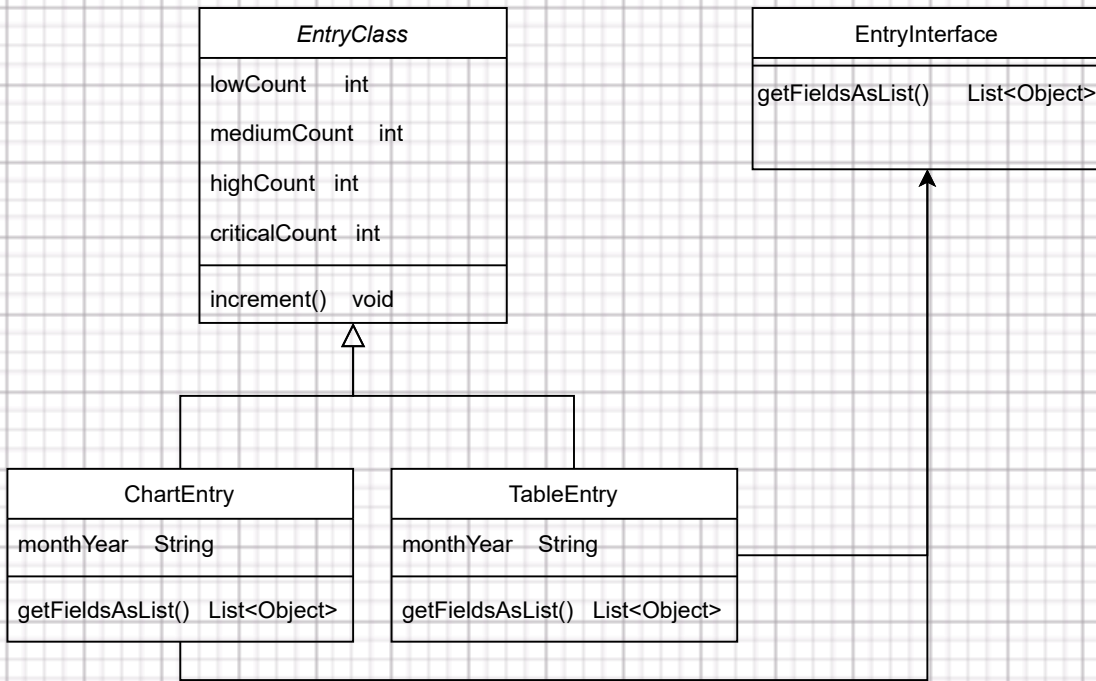 EntryClass
lowCount int
mediumCount int
highCount int
criticalCount int
increment() void
EntryInterface
getFieldsAsList() List<Object>
ChartEntry
monthYear String
getFieldsAsList() List<Object>
TableEntry
monthYear String
getFieldsAsList() List<Object>